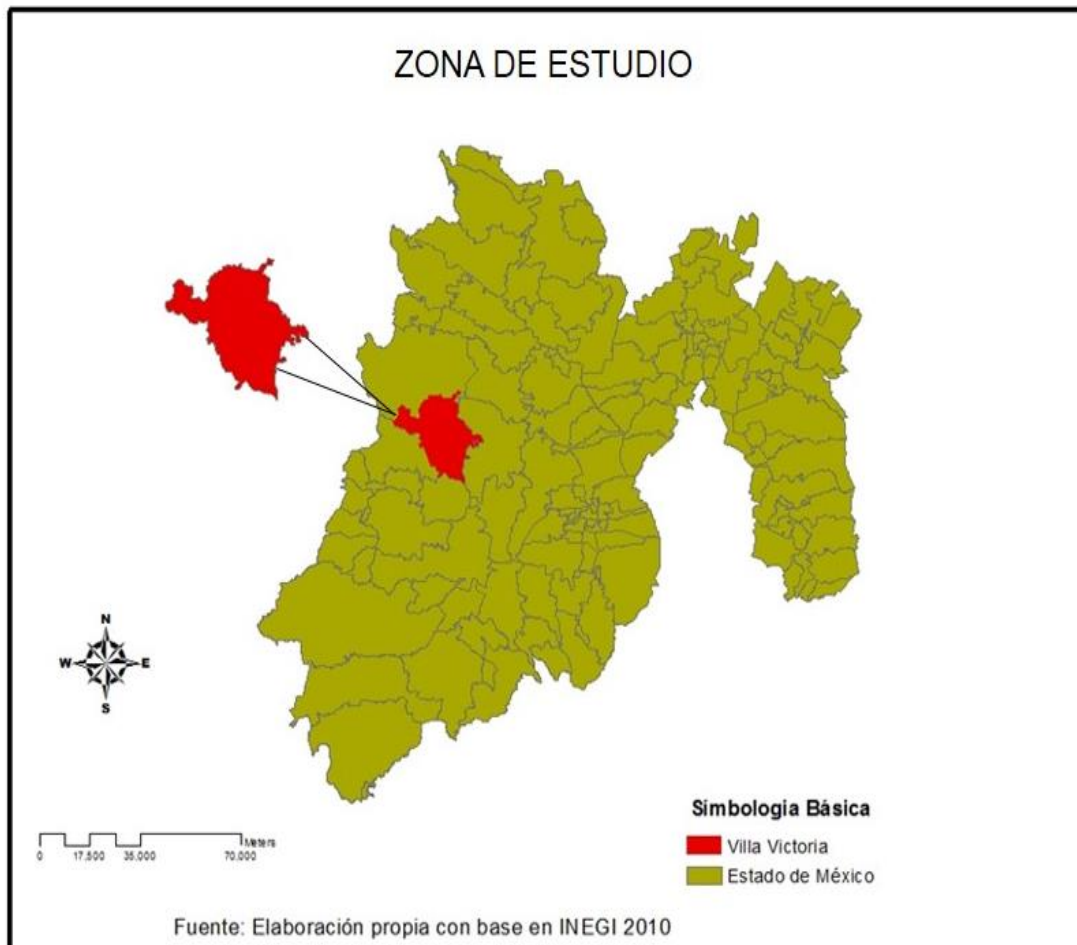 ZONA DE ESTUDIO
N
W E
S
Meters
0 17,500 35,000 70,000
Simbologia Básica
Villa Victoria
Estado de México
Fuente: Elaboración propia con base en INEGI 2010